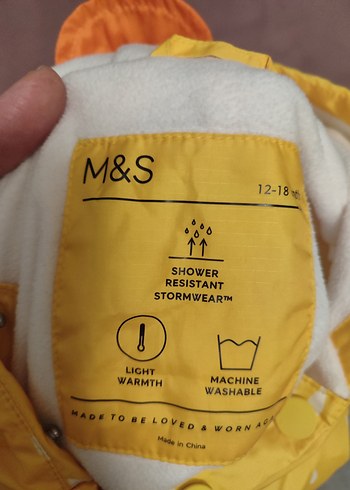 M&S
12-18
SHOWER
RESISTANT
STORMWEAR™
LIGHT
WARMTH
MACHINE
WASHABLE
MADE TO BE LOVED & WORN
Made in China